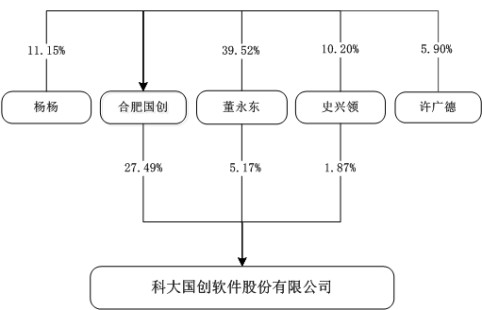 11.15% 39.52% 10.20% 5.90%
杨杨 合肥国创 董永东 史兴领 许广德
27.49% 5.17% 1.87%
科大国创软件股份有限公司